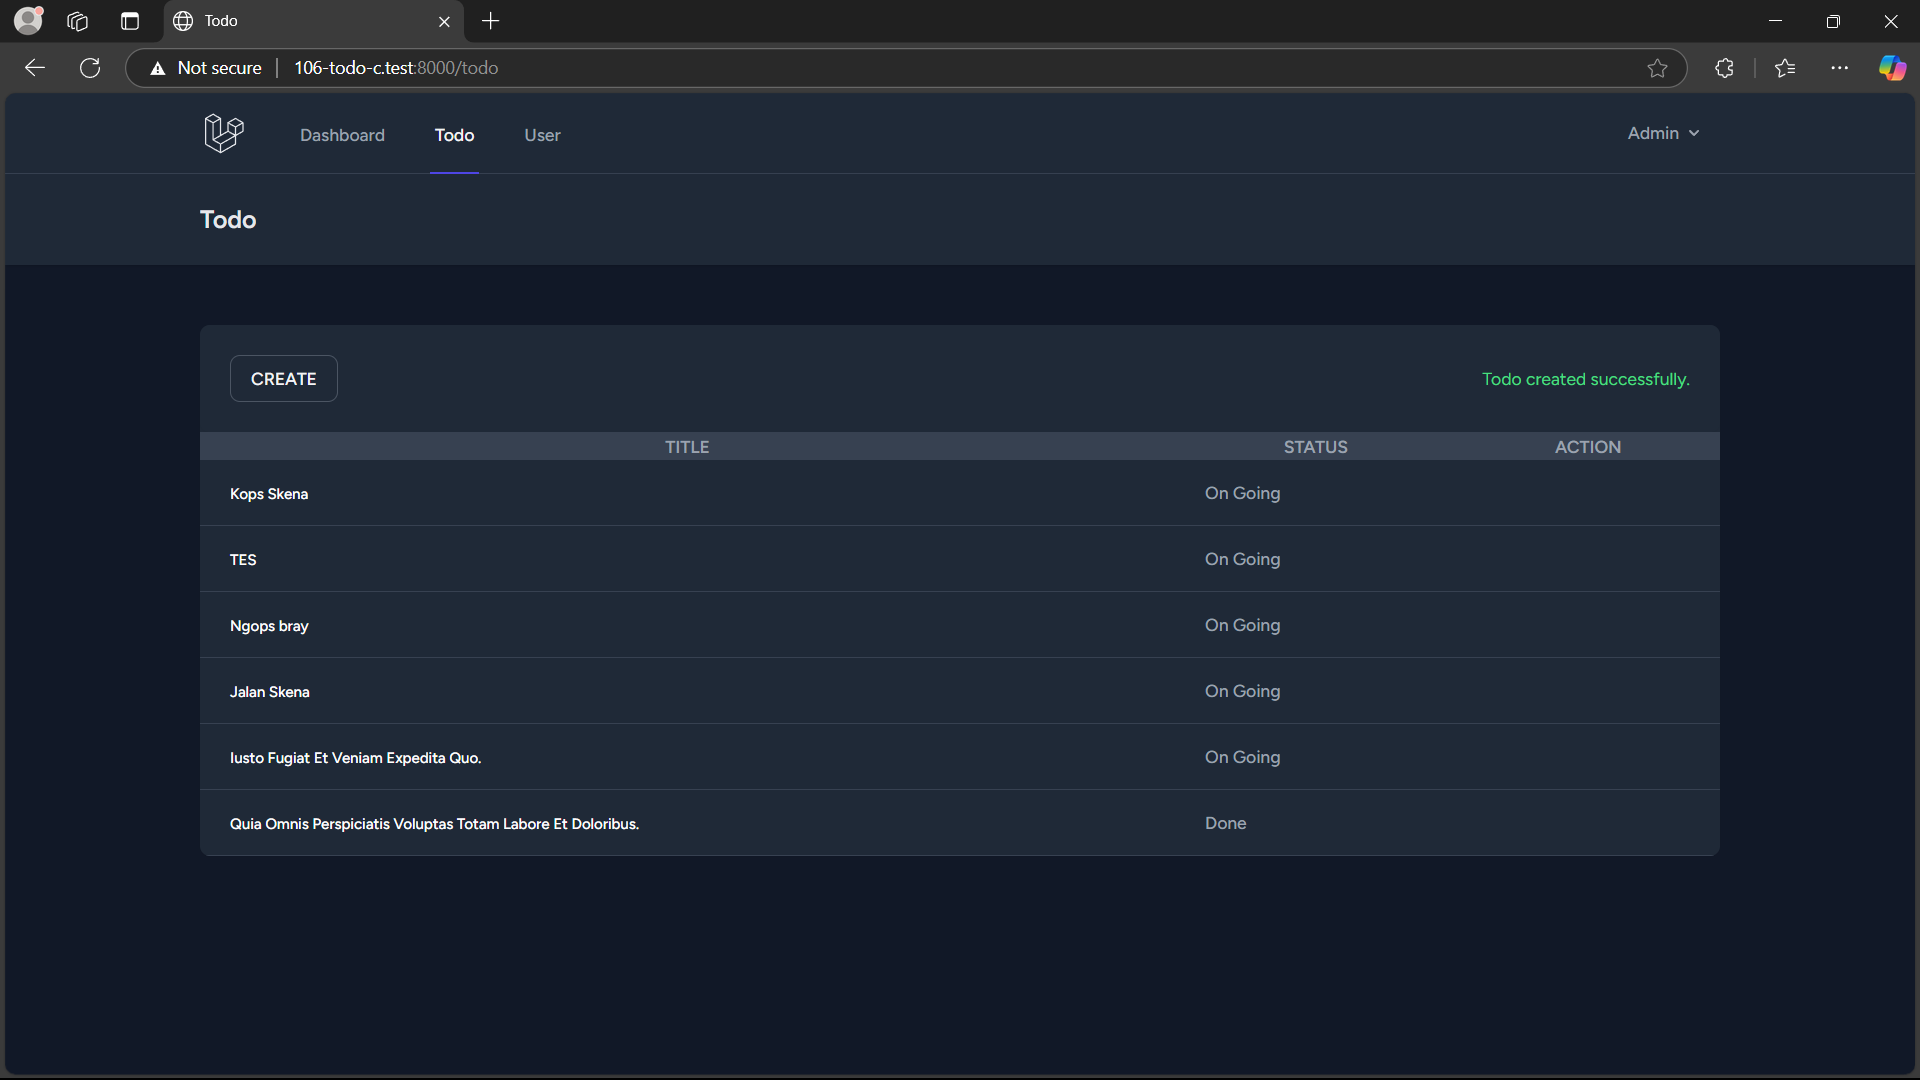 Todo
Not secure
106-todo-c.test:8000/todo
Dashboard Todo User Admin
Todo
CREATE Todo created successfully.
TITLE STATUS ACTION
Kops Skena On Going
TES On Going
Ngops bray On Going
Jalan Skena On Going
Iusto Fugiat Et Veniam Expedita Quo. On Going
Quia Omnis Perspiciatis Voluptas Totam Labore Et Doloribus. Done